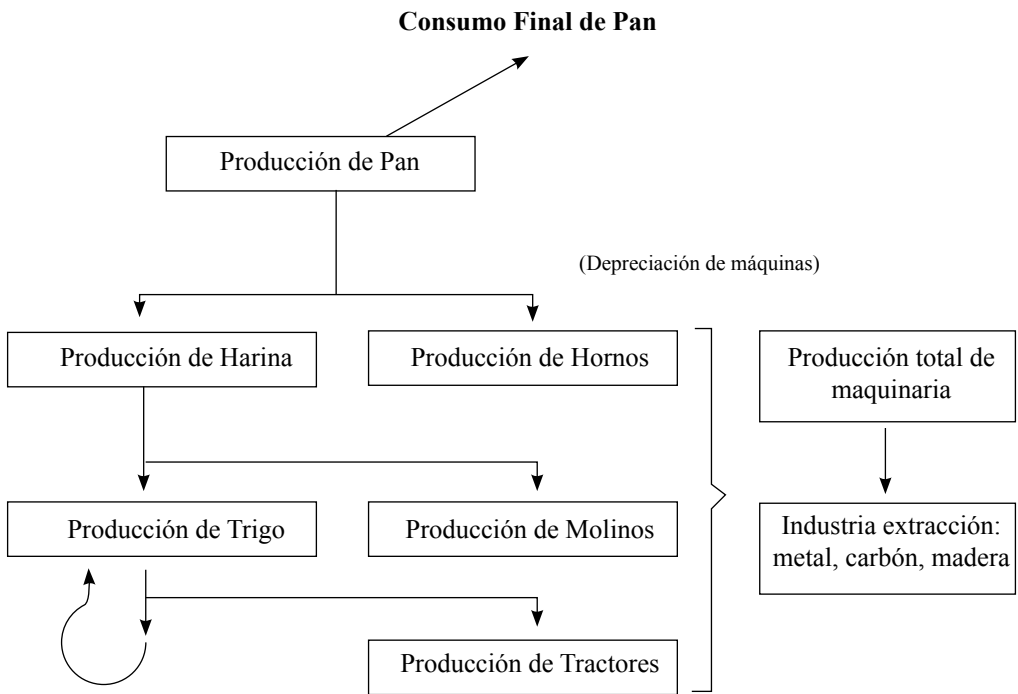 Consumo Final de Pan
Producción de Pan
(Depreciación de máquinas)
Producción de Harina
Producción de Hornos
Producción total de
maquinaria
Producción de Trigo
Producción de Molinos
Industria extracción:
metal, carbón, madera
Producción de Tractores